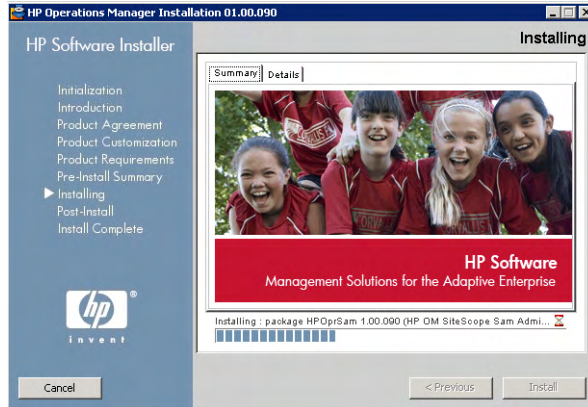 HP Operations Manager Installation 01.00.090
HP Software Installer
Installing
Initialization
Introduction
Product Agreement
Product Customization
Product Requirements
Pre-Install Summary
Installing
Post-Install
Install Complete
hp
®
invent
Summary
Details
CORVALLIS
HP Software
Management Solutions for the Adaptive Enterprise
Installing : package HPOprSam 1.00.090 (HP OM SiteScope Sam Admi...
Cancel
< Previous
Install